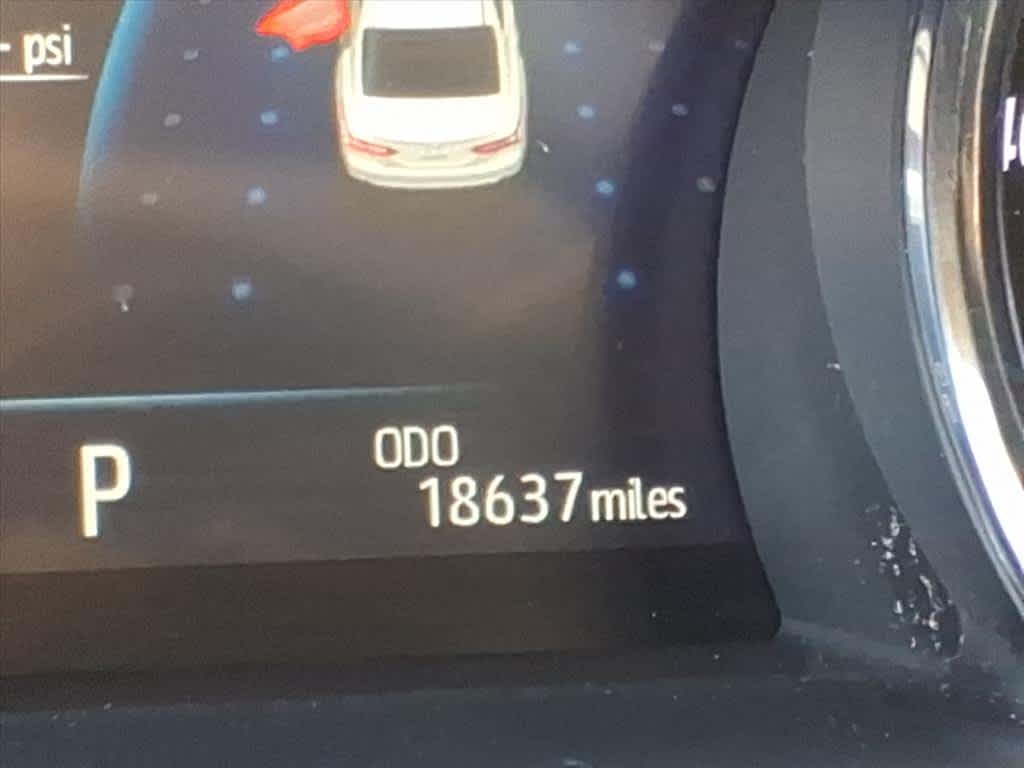 -- psi
P
ODO
18637 miles